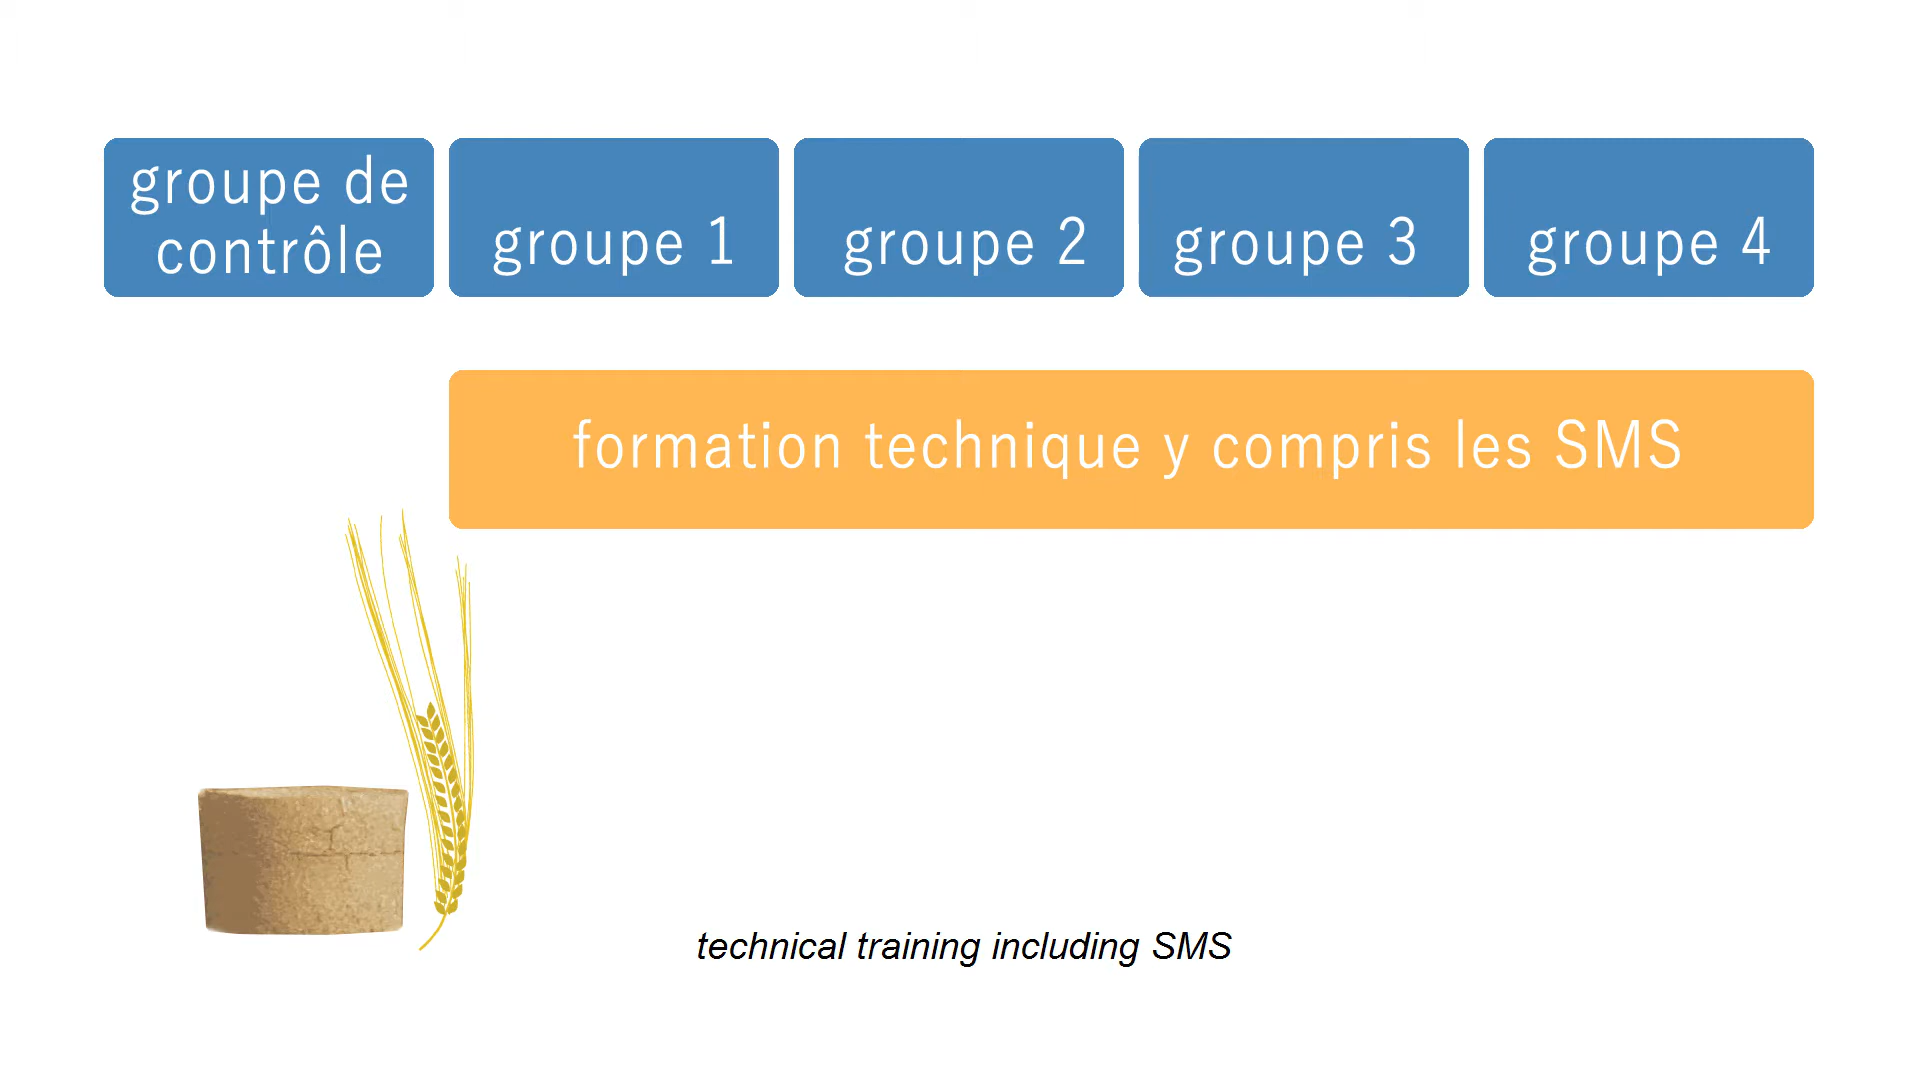 groupe de
contrôle
groupe 1
groupe 2
groupe 3
groupe 4
formation technique y compris les SMS
technical training including SMS